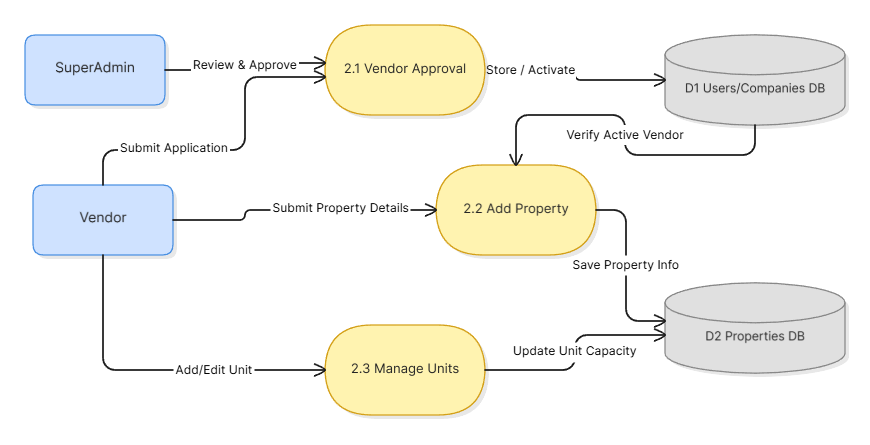 SuperAdmin
Review & Approve
2.1 Vendor Approval
Store / Activate
D1 Users/Companies DB
Submit Application
Verify Active Vendor
Vendor
Submit Property Details
2.2 Add Property
Save Property Info
D2 Properties DB
Update Unit Capacity
Add/Edit Unit
2.3 Manage Units